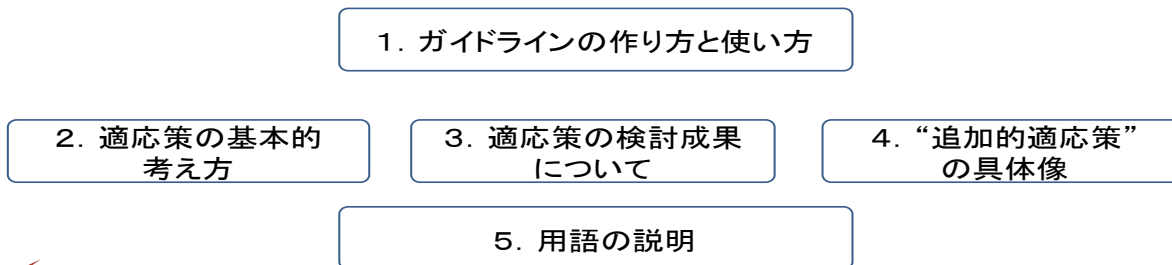 1．ガイドラインの作り方と使い方
2．適応策の基本的
考え方
3．適応策の検討成果
について
4．“追加的適応策”
の具体像
5．用語の説明